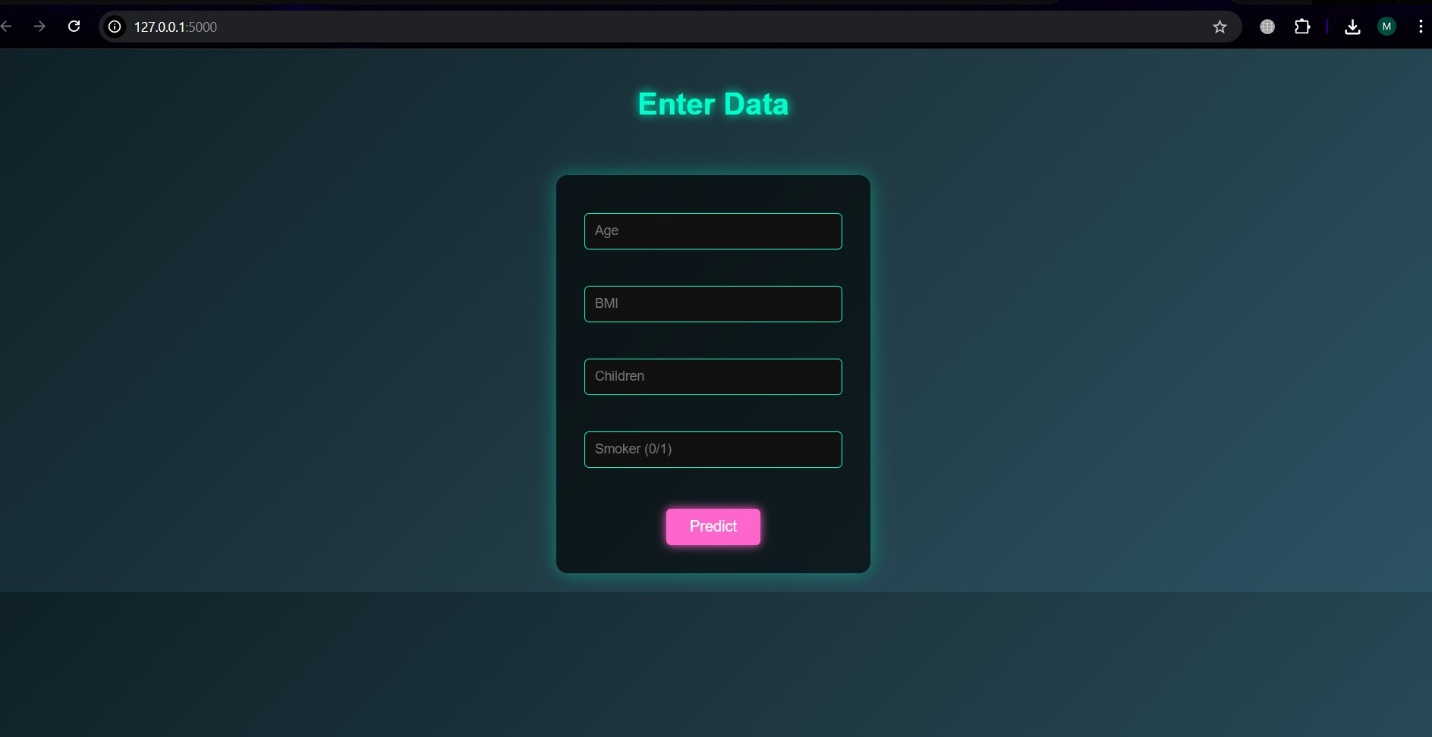 127.0.0.1:5000
M
Enter Data
Age
BMI
Children
Smoker (0/1)
Predict